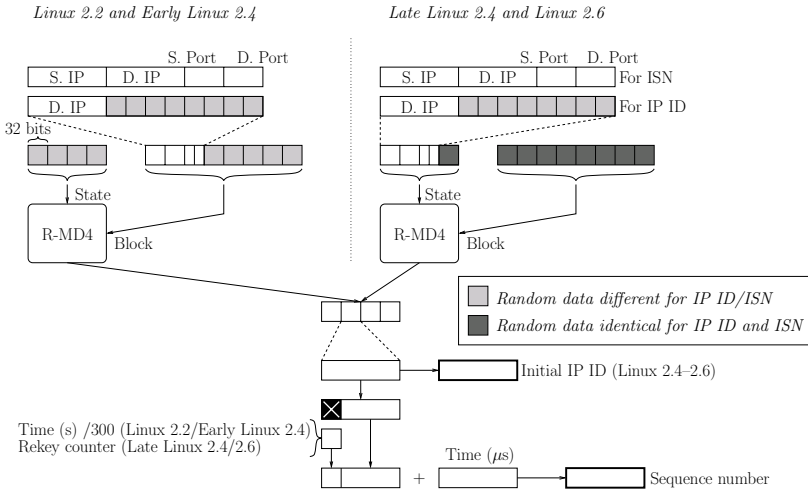 Linux 2.2 and Early Linux 2.4
Late Linux 2.4 and Linux 2.6
S. Port
D. Port
S. IP
D. IP
D. IP
32 bits
State
R-MD4
Block
S. Port
D. Port
S. IP
D. IP
For ISN
D. IP
For IP ID
State
R-MD4
Block
Random data different for IP ID/ISN
Random data identical for IP ID and ISN
Initial IP ID (Linux 2.4–2.6)
Time (s) /300 (Linux 2.2/Early Linux 2.4)
Rekey counter (Late Linux 2.4/2.6)
Time (μs)
+
Sequence number